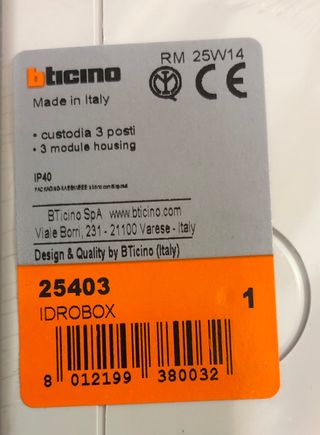 RM 25W14
bticino
Made in Italy
CE
• custodia 3 posti
• 3 module housing
IP40
BTicino SpA www.bticino.com
Viale Borri, 231 - 21100 Varese - Italy
Design & Quality by BTicino (Italy)
25403
IDROBOX
1
8 012199 380032